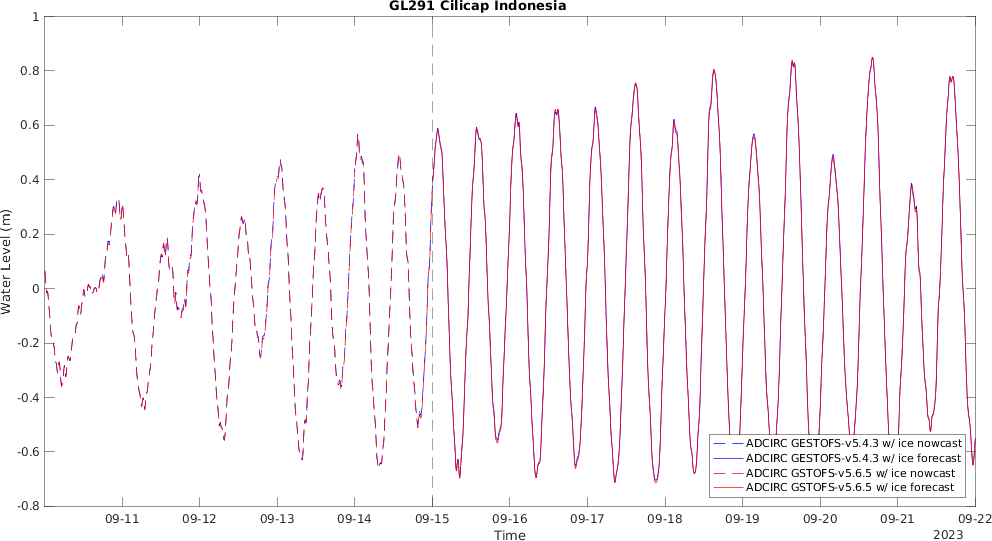 GL291 Cilicap Indonesia
1
0.8
0.6
0.4
0.2
0
-0.2
-0.4
-0.6
-0.8
Water Level (m)
ADCIRC GESTOFS-v5.4.3 w/ ice nowcast
ADCIRC GESTOFS-v5.4.3 w/ ice forecast
ADCIRC GSTOFS-v5.6.5 w/ ice nowcast
ADCIRC GSTOFS-v5.6.5 w/ ice forecast
09-11 09-12 09-13 09-14 09-15 09-16 09-17 09-18 09-19 09-20 09-21 09-22
Time
2023